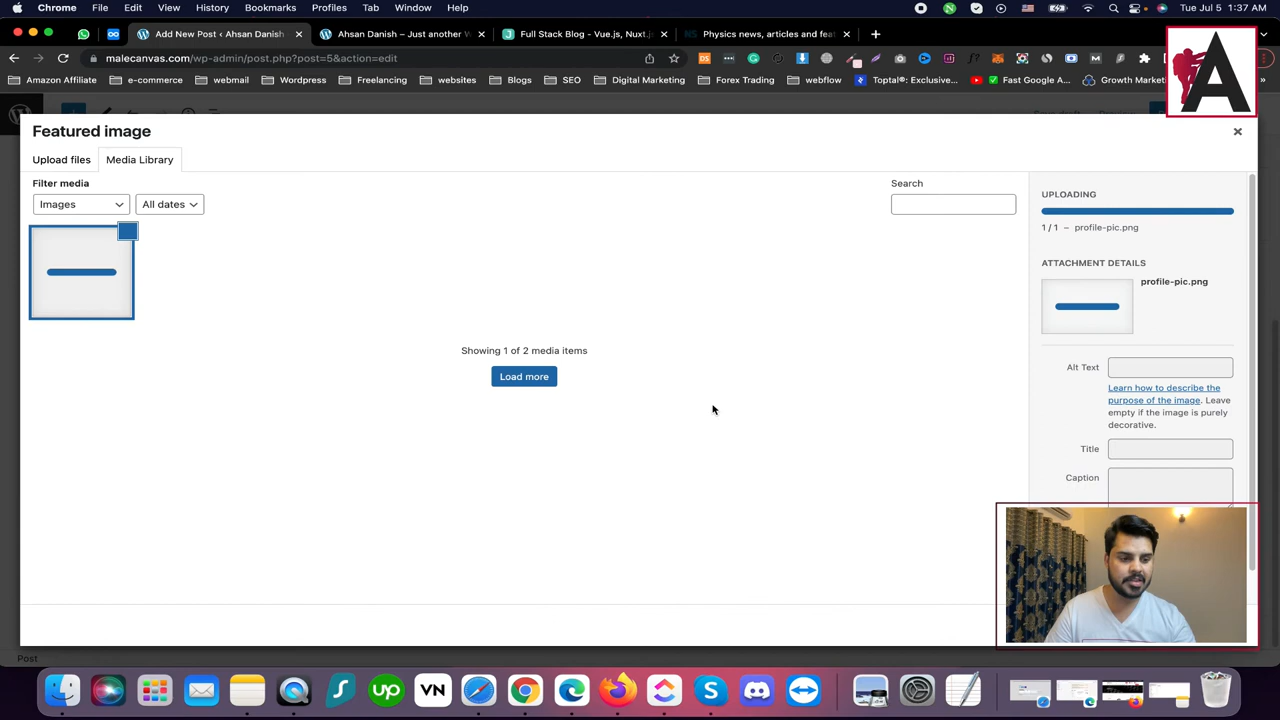 Chrome File Edit View History Bookmarks Profiles Tab Window Help Tue Jul 5 1:37 AM
Add New Post ‹ Ahsan Danish Ahsan Danish – Just another W Full Stack Blog - Vue.js, Nuxt.js Physics news, articles and feat
malecanvas.com/wp-admin/post.php?post=5&action=edit
Amazon Affiliate e-commerce webmail Wordpress Freelancing websites Blogs SEO Digital Marketing Forex Trading webflow Toptal®: Exclusive... Fast Google A... Growth Market
A
Featured image
Upload files Media Library
Filter media
Images All dates
Search
Showing 1 of 2 media items
Load more
UPLOADING
1 / 1 – profile-pic.png
ATTACHMENT DETAILS
profile-pic.png
Alt Text
Learn how to describe the
purpose of the image. Leave
empty if the image is purely
decorative.
Title
Caption
Post
up VN